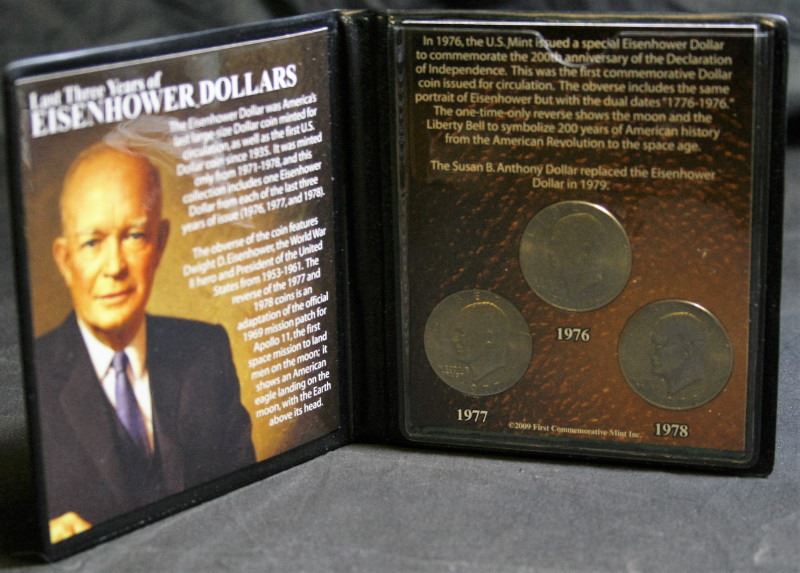 Last Three Years of
EISENHOWER DOLLARS
The Eisenhower Dollar was America's
last large-size Dollar coin minted for
circulation, as well as the first U.S.
Dollar coin since 1935. It was minted
only from 1971-1978, and this
collection includes one Eisenhower
Dollar from each of the last three
years of issue (1976, 1977, and 1978).
The obverse of the coin features
Dwight D. Eisenhower, the World War
II hero and President of the United
States from 1953-1961. The
reverse of the 1977 and
1978 coins is an
adaptation of the official
1969 mission patch for
Apollo 11, the first
space mission to land
men on the moon; it
shows an American
eagle landing on the
moon, with the Earth
above its head.
In 1976, the U.S. Mint issued a special Eisenhower Dollar
to commemorate the 200th anniversary of the Declaration
of Independence. This was the first commemorative Dollar
coin issued for circulation. The obverse includes the same
portrait of Eisenhower but with the dual dates "1776-1976."
The one-time-only reverse shows the moon and the
Liberty Bell to symbolize 200 years of American history
from the American Revolution to the space age.
The Susan B. Anthony Dollar replaced the Eisenhower
Dollar in 1979.
1976
1977
1978
©2009 First Commemorative Mint Inc.